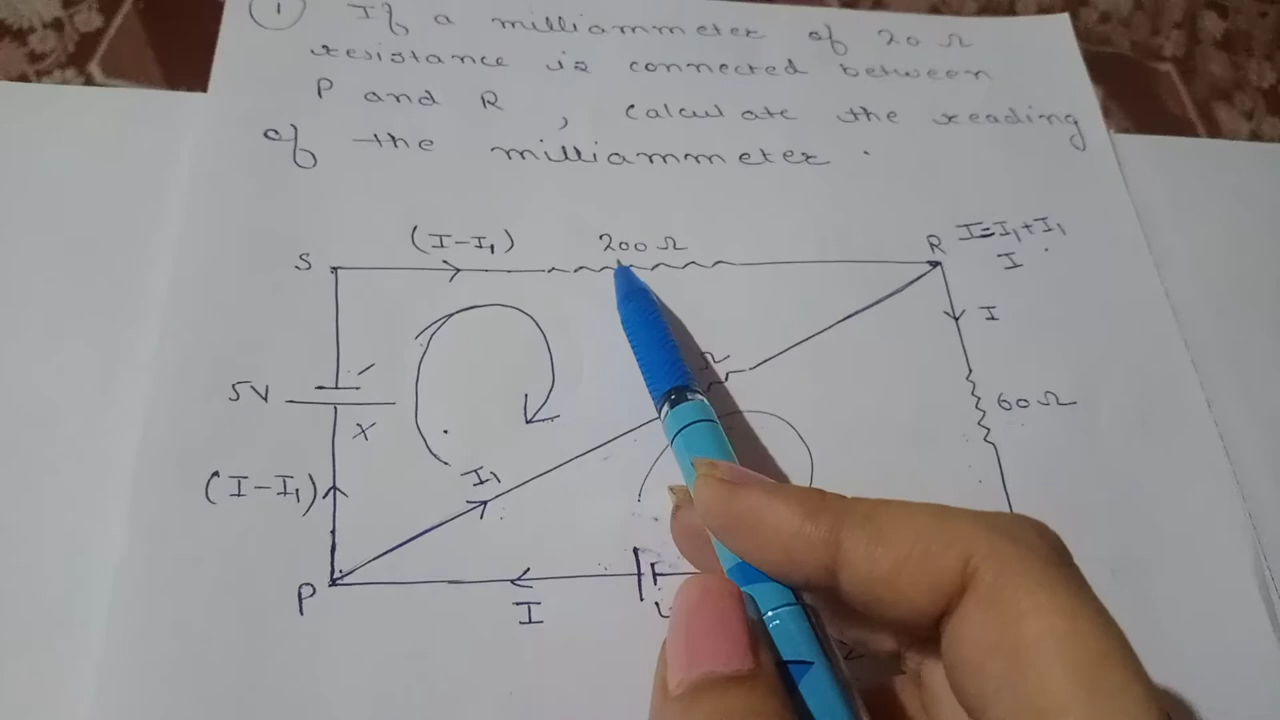 1 If a milliammeter of 20 Ω
resistance is connected between
P and R , calculate the reading
of the milliammeter .
(I-I₁) 200 Ω R I=I₁+I₁
S I
I
Ω
5V 60 Ω
(I-I₁) I₁
P I